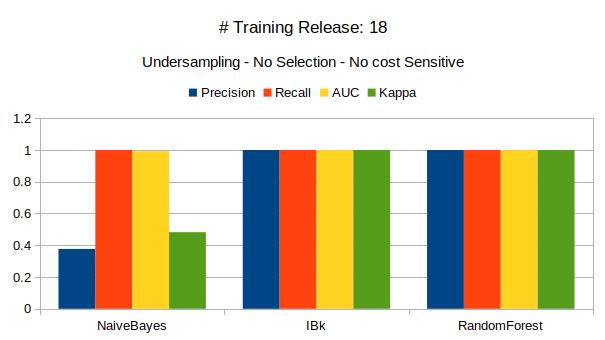 # Training Release: 18
Undersampling - No Selection - No cost Sensitive
Precision Recall AUC Kappa
1.2
1
0.8
0.6
0.4
0.2
0
NaiveBayes IBk RandomForest